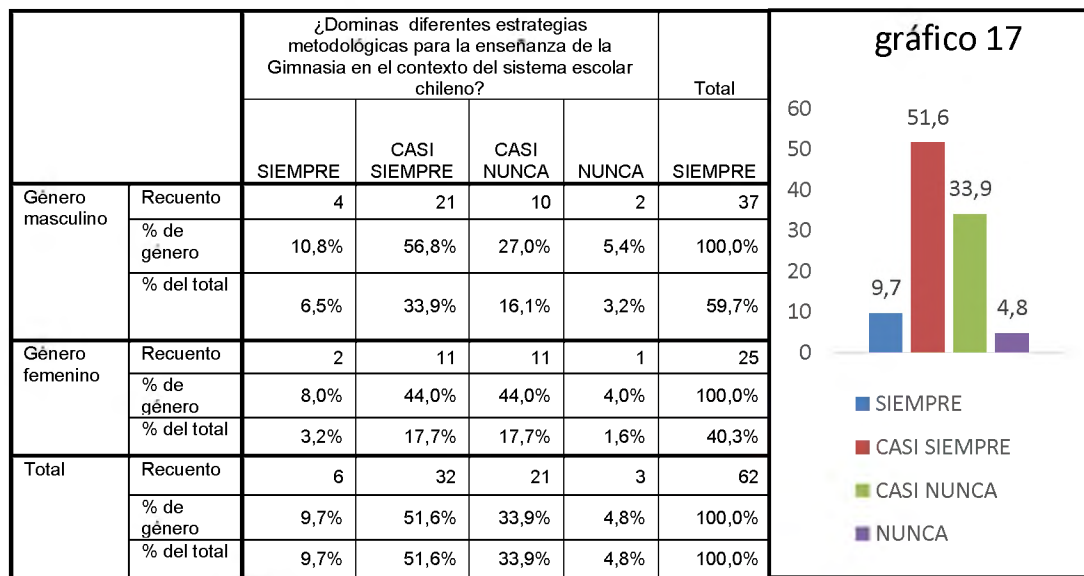 ¿Dominas diferentes estrategias
metodológicas para la enseñanza de la
Gimnasia en el contexto del sistema escolar
chileno?
Total
SIEMPRE
CASI
SIEMPRE
CASI
NUNCA
NUNCA
SIEMPRE
Género
masculino
Recuento
4 21 10 2 37
% de
género
10,8% 56,8% 27,0% 5,4% 100,0%
% del total
6,5% 33,9% 16,1% 3,2% 59,7%
Género
femenino
Recuento
2 11 11 1 25
% de
género
8,0% 44,0% 44,0% 4,0% 100,0%
% del total
3,2% 17,7% 17,7% 1,6% 40,3%
Total
Recuento
6 32 21 3 62
% de
género
9,7% 51,6% 33,9% 4,8% 100,0%
% del total
9,7% 51,6% 33,9% 4,8% 100,0%
gráfico 17
60
50
40
30
20
10
0
9,7
51,6
33,9
4,8
SIEMPRE
CASI SIEMPRE
CASI NUNCA
NUNCA